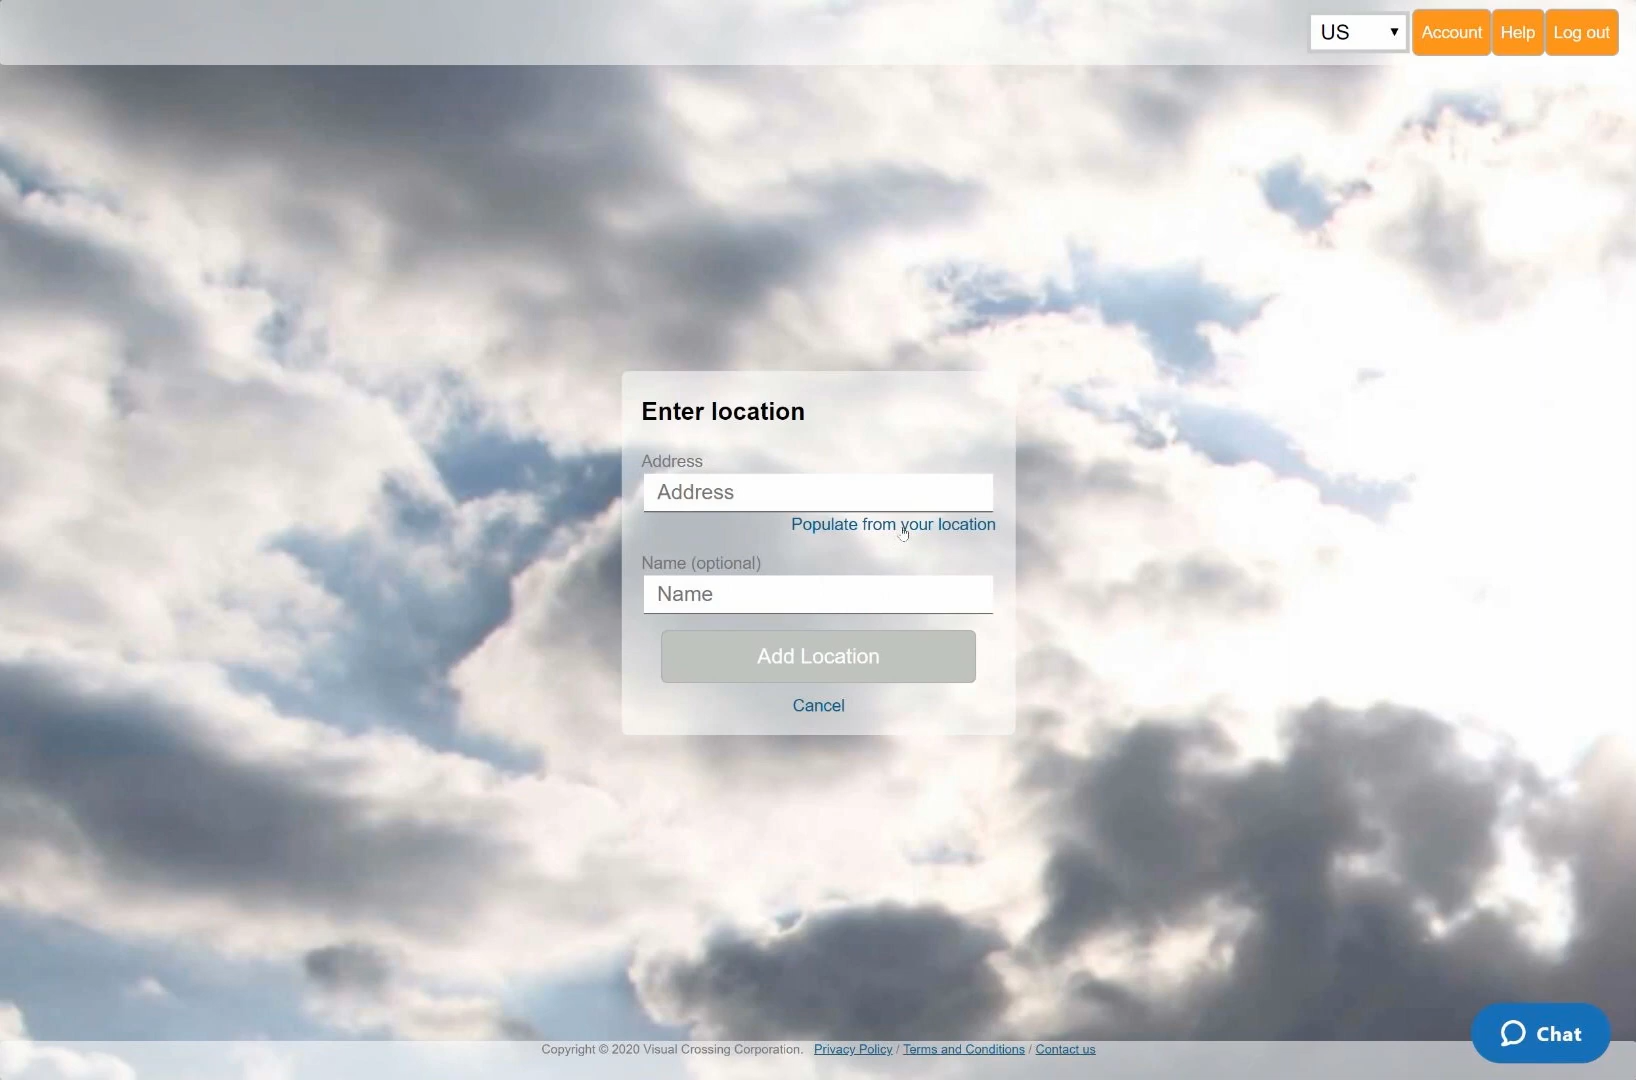 US
Account
Help
Log out
Enter location
Address
Address
Populate from your location
Name (optional)
Name
Add Location
Cancel
Copyright © 2020 Visual Crossing Corporation. Privacy Policy / Terms and Conditions / Contact us
Chat